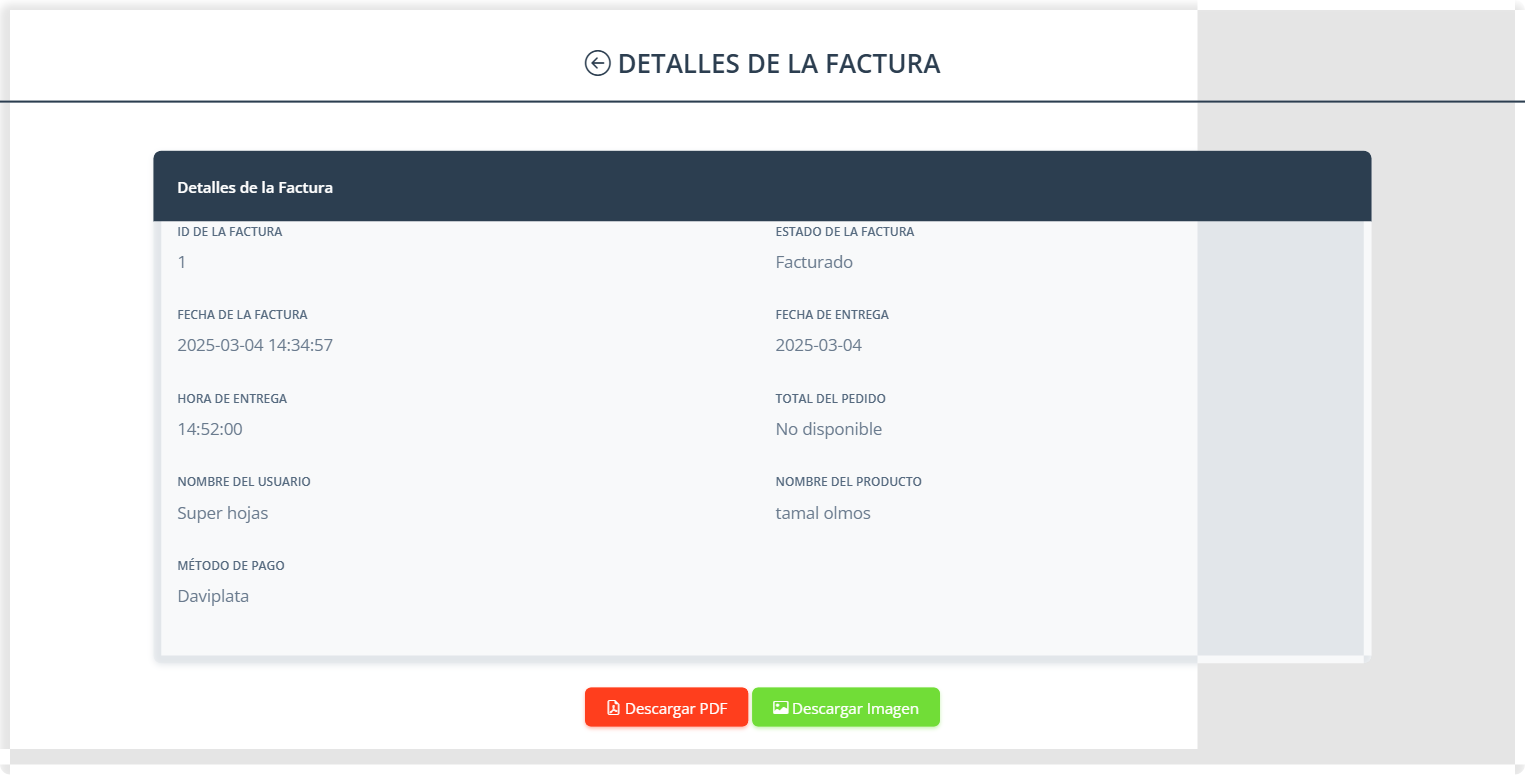 DETALLES DE LA FACTURA
Detalles de la Factura
ID DE LA FACTURA
1
ESTADO DE LA FACTURA
Facturado
FECHA DE LA FACTURA
2025-03-04 14:34:57
FECHA DE ENTREGA
2025-03-04
HORA DE ENTREGA
14:52:00
TOTAL DEL PEDIDO
No disponible
NOMBRE DEL USUARIO
Super hojas
NOMBRE DEL PRODUCTO
tamal olmos
MÉTODO DE PAGO
Daviplata
Descargar PDF
Descargar Imagen